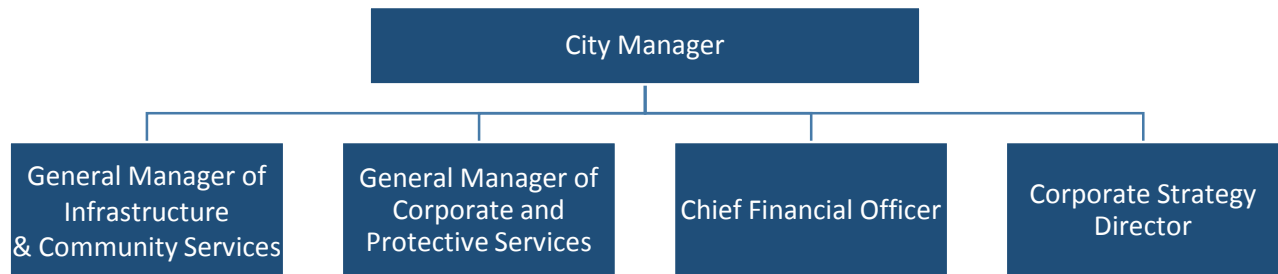 City Manager
General Manager of
Infrastructure
& Community Services
General Manager of
Corporate and
Protective Services
Chief Financial Officer
Corporate Strategy
Director